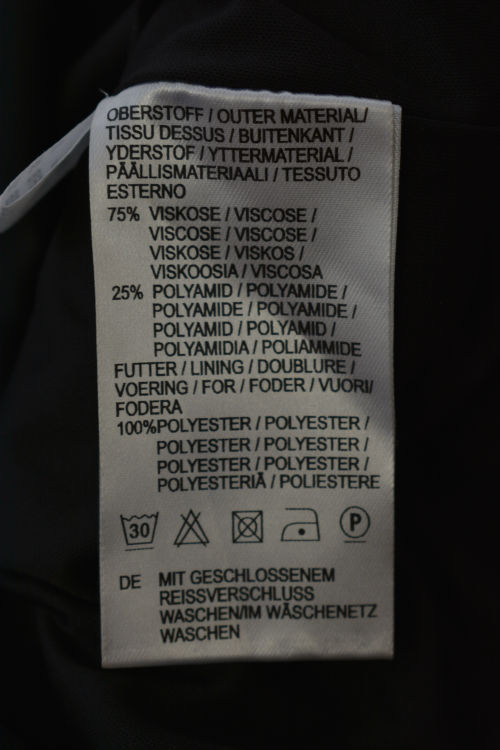 OBERSTOFF / OUTER MATERIAL/
TISSU DESSUS / BUITENKANT /
YDERSTOF / YTTERMATERIAL /
PÄÄLLISMATERIAALI / TESSUTO
ESTERNO
75% VISKOSE / VISCOSE /
VISCOSE / VISCOSE /
VISKOSE / VISKOS /
VISKOOSIA / VISCOSA
25% POLYAMID / POLYAMIDE /
POLYAMIDE / POLYAMIDE /
POLYAMID / POLYAMID /
POLYAMIDIA / POLIAMMIDE
FUTTER / LINING / DOUBLURE /
VOERING / FOR / FODER / VUORI/
FODERA
100%POLYESTER / POLYESTER /
POLYESTER / POLYESTER /
POLYESTER / POLYESTER /
POLYESTERIÄ / POLIESTERE
30 P
DE MIT GESCHLOSSENEM
REISSVERSCHLUSS
WASCHEN/IM WÄSCHENETZ
WASCHEN